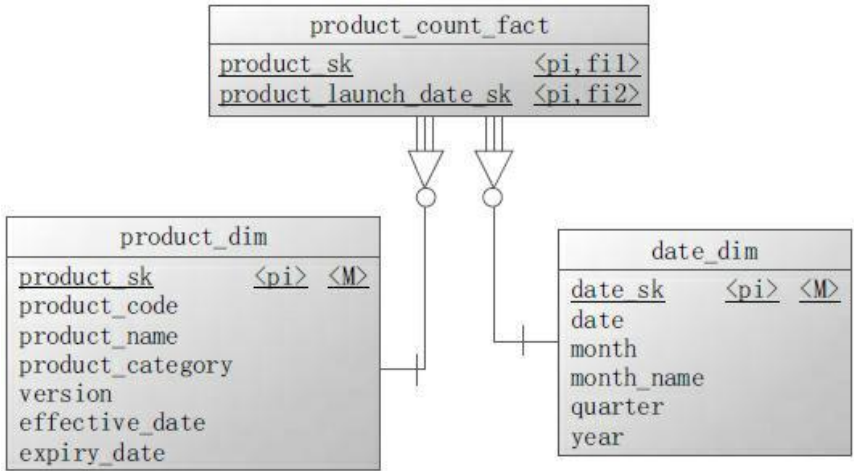 product_count_fact
product_sk <pi,fi1>
product_launch_date_sk <pi,fi2>
product_dim
product_sk <pi> <M>
product_code
product_name
product_category
version
effective_date
expiry_date
date_dim
date_sk <pi> <M>
date
month
month_name
quarter
year